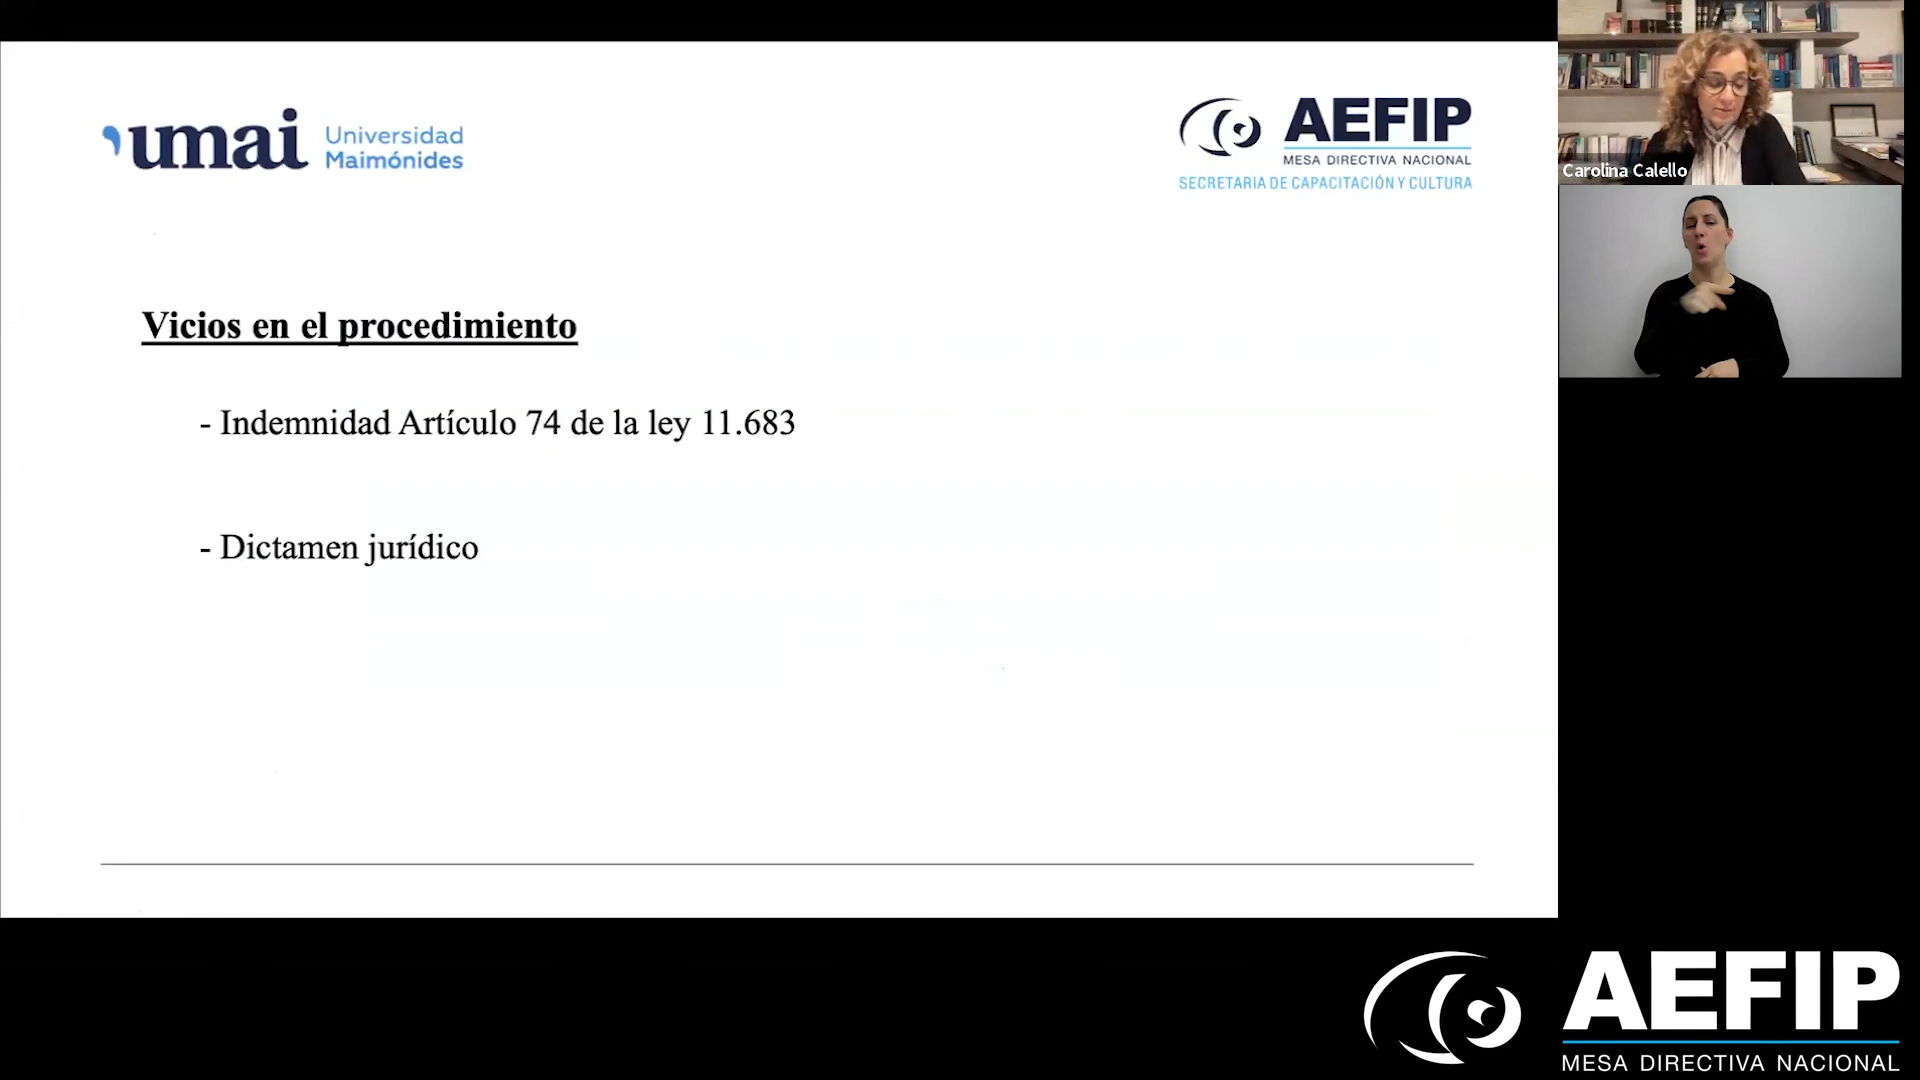 umai Universidad
Maimónides
AEFIP
MESA DIRECTIVA NACIONAL
SECRETARIA DE CAPACITACIÓN Y CULTURA
Vicios en el procedimiento
- Indemnidad Artículo 74 de la ley 11.683
- Dictamen jurídico
Carolina Calello
AEFIP
MESA DIRECTIVA NACIONAL